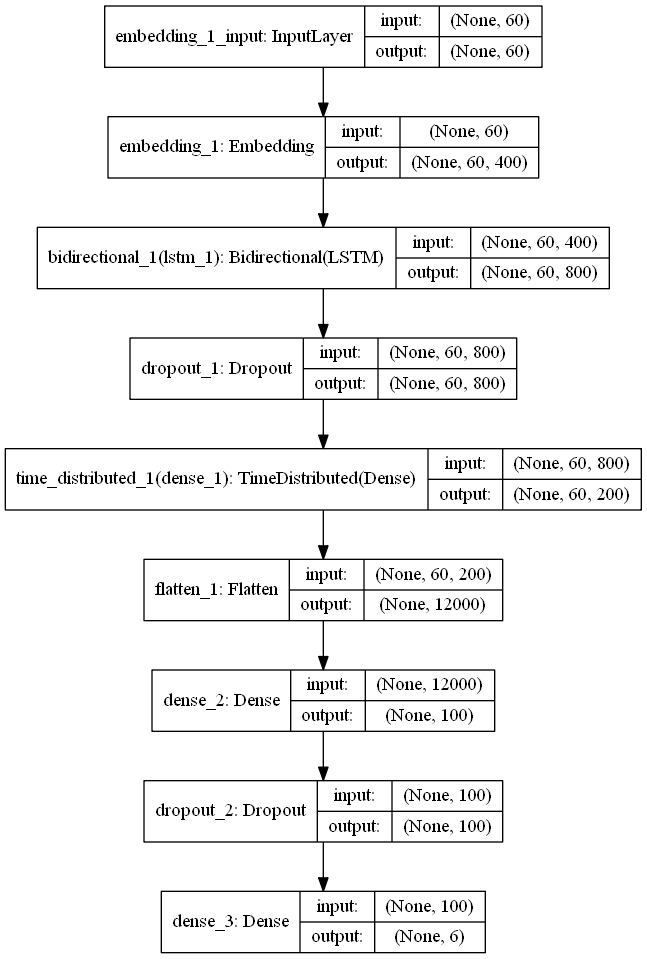 embedding_1_input: InputLayer
input: (None, 60)
output: (None, 60)
embedding_1: Embedding
input: (None, 60)
output: (None, 60, 400)
bidirectional_1(lstm_1): Bidirectional(LSTM)
input: (None, 60, 400)
output: (None, 60, 800)
dropout_1: Dropout
input: (None, 60, 800)
output: (None, 60, 800)
time_distributed_1(dense_1): TimeDistributed(Dense)
input: (None, 60, 800)
output: (None, 60, 200)
flatten_1: Flatten
input: (None, 60, 200)
output: (None, 12000)
dense_2: Dense
input: (None, 12000)
output: (None, 100)
dropout_2: Dropout
input: (None, 100)
output: (None, 100)
dense_3: Dense
input: (None, 100)
output: (None, 6)